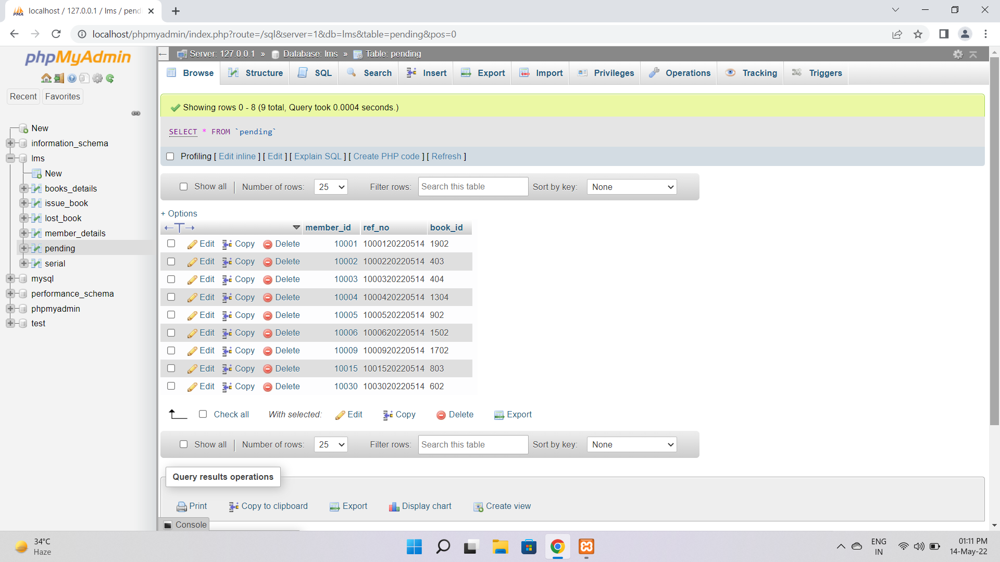 localhost / 127.0.0.1 / lms / pend
localhost/phpmyadmin/index.php?route=/sql&server=1&db=lms&table=pending&pos=0
phpMyAdmin
Recent
Favorites
New
information_schema
lms
New
books_details
issue_book
lost_book
member_details
pending
serial
mysql
performance_schema
phpmyadmin
test
Server: 127.0.0.1 » Database: lms » Table: pending
Browse Structure SQL Search Insert Export Import Privileges Operations Tracking Triggers
Showing rows 0 - 8 (9 total, Query took 0.0004 seconds.)
SELECT * FROM `pending`
Profiling [ Edit inline ] [ Edit ] [ Explain SQL ] [ Create PHP code ] [ Refresh ]
Show all Number of rows: 25 Filter rows: Search this table Sort by key: None
+ Options
member_id ref_no book_id
Edit Copy Delete 10001 1000120220514 1902
Edit Copy Delete 10002 1000220220514 403
Edit Copy Delete 10003 1000320220514 404
Edit Copy Delete 10004 1000420220514 1304
Edit Copy Delete 10005 1000520220514 902
Edit Copy Delete 10006 1000620220514 1502
Edit Copy Delete 10009 1000920220514 1702
Edit Copy Delete 10015 1001520220514 803
Edit Copy Delete 10030 1003020220514 602
Check all With selected: Edit Copy Delete Export
Show all Number of rows: 25 Filter rows: Search this table Sort by key: None
Query results operations
Print Copy to clipboard Export Display chart Create view
Console
34°C
Haze
ENG
IN
01:11 PM
14-May-22